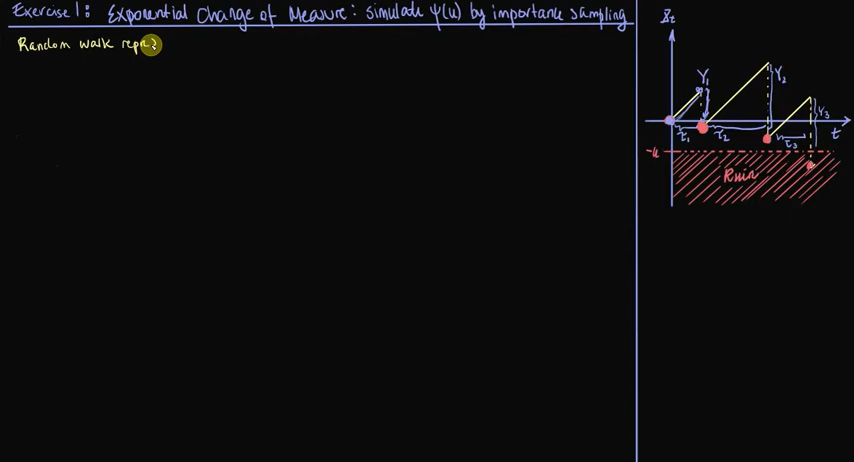 Exercise 1: Exponential Change of Measure: simulate ψ(u) by importance sampling
Random walk repr
Y₁
Y₂
Y₃
t
τ₁
τ₂
τ₃
-u
Ruin